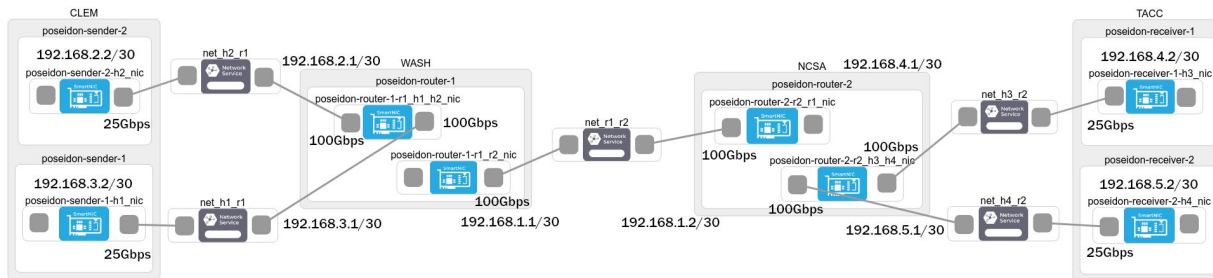 CLEM
poseidon-sender-2
192.168.2.2/30
poseidon-sender-2-h2_nic
SmartNIC
25Gbps
poseidon-sender-1
192.168.3.2/30
poseidon-sender-1-h1_nic
SmartNIC
25Gbps
net_h2_r1
Network
Service
192.168.2.1/30
net_h1_r1
Network
Service
192.168.3.1/30
WASH
poseidon-router-1
poseidon-router-1-r1_h1_h2_nic
SmartNIC
100Gbps
100Gbps
poseidon-router-1-r1_r2_nic
SmartNIC
100Gbps
192.168.1.1/30
net_r1_r2
Network
Service
192.168.1.2/30
NCSA
192.168.4.1/30
poseidon-router-2
poseidon-router-2-r2_r1_nic
SmartNIC
100Gbps
100Gbps
poseidon-router-2-r2_h3_h4_nic
SmartNIC
100Gbps
192.168.5.1/30
net_h3_r2
Network
Service
net_h4_r2
Network
Service
TACC
poseidon-receiver-1
192.168.4.2/30
poseidon-receiver-1-h3_nic
SmartNIC
25Gbps
poseidon-receiver-2
192.168.5.2/30
poseidon-receiver-2-h4_nic
SmartNIC
25Gbps